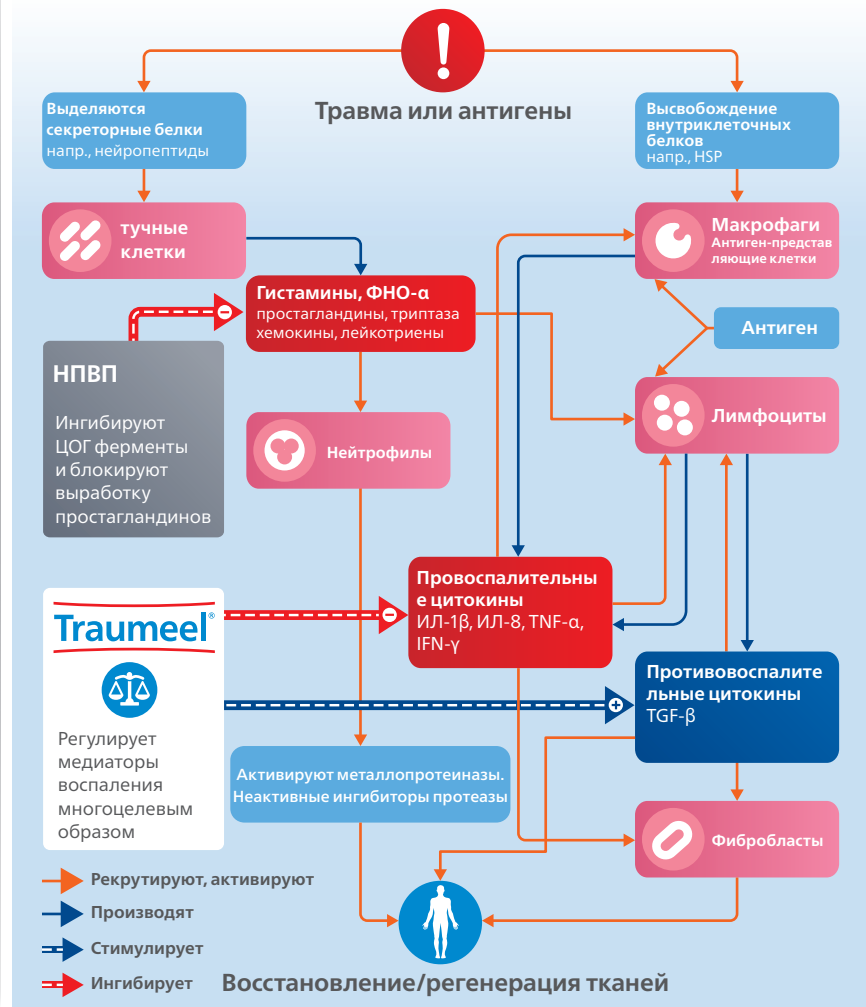 Травма или антигены
Выделяются
секреторные белки
напр., нейропептиды
Высвобождение
внутриклеточных
белков
напр., HSP
тучные
клетки
Макрофаги
Антиген-представ
ляющие клетки
Гистамины, ФНО-α
простагландины, триптаза
хемокины, лейкотриены
Антиген
НПВП
Ингибируют
ЦОГ ферменты
и блокируют
выработку
простагландинов
Лимфоциты
Нейтрофилы
Провоспалительны
е цитокины
ИЛ-1β, ИЛ-8, TNF-α,
IFN-γ
Traumeel®
Регулирует
медиаторы
воспаления
многоцелевым
образом
Противовоспалите
льные цитокины
TGF-β
Активируют металлопротеиназы.
Неактивные ингибиторы протеазы
Фибробласты
Рекрутируют, активируют
Производят
Стимулирует
Ингибирует
Восстановление/регенерация тканей